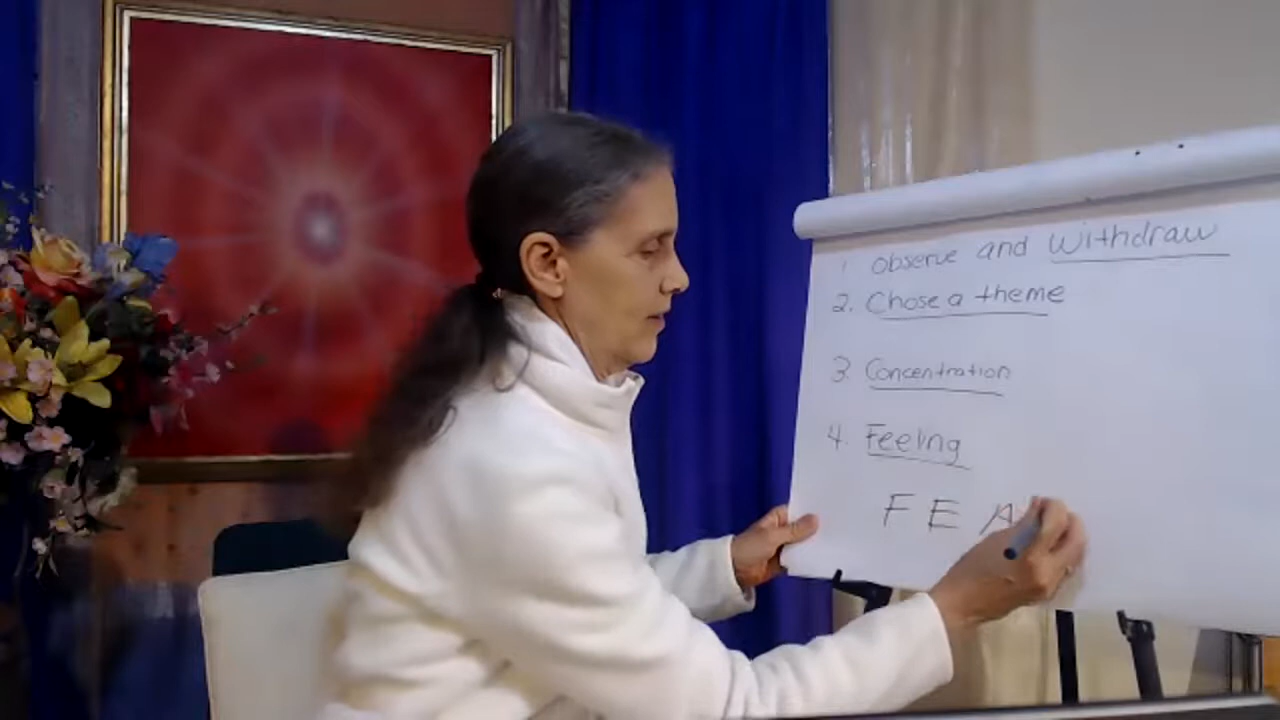 1 Observe and Withdraw
2. Chose a theme
3. Concentration
4. Feeling
F E A